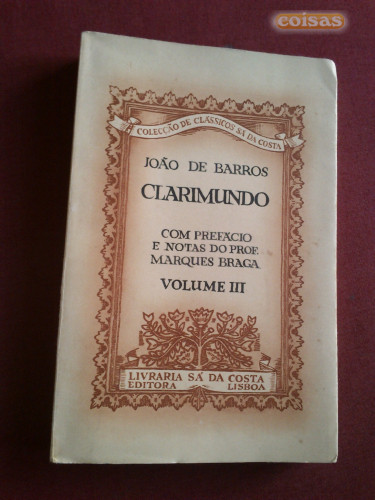 coisas
COLECÇÃO DE CLÁSSICOS SÁ DA COSTA
JOÃO DE BARROS
CLARIMUNDO
COM PREFÁCIO
E NOTAS DO PROF.
MARQUES BRAGA
VOLUME III
LIVRARIA SÁ DA COSTA
EDITORA LISBOA